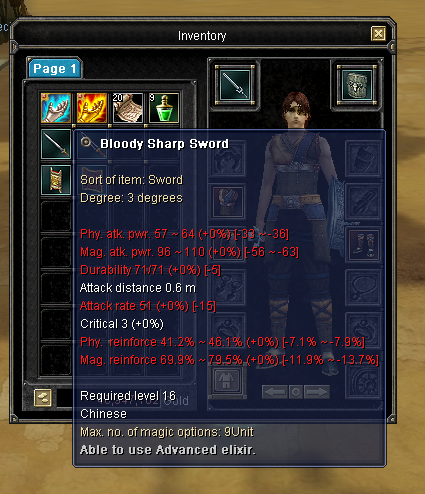 Inventory
Page 1
20
9
Bloody Sharp Sword
Sort of item: Sword
Degree: 3 degrees
Phy. atk. pwr. 57 ~ 64 (+0%) [-33 ~-36]
Mag. atk. pwr. 96 ~ 110 (+0%) [-56 ~-63]
Durability 71/71 (+0%) [-5]
Attack distance 0.6 m
Attack rate 51 (+0%) [-15]
Critical 3 (+0%)
Phy. reinforce 41.2% ~ 46.1% (+0%) [-7.1% ~-7.9%]
Mag. reinforce 69.9% ~ 79.5% (+0%) [-11.9% ~-13.7%]
Gold
Required level 16
Chinese
Max. no. of magic options: 9Unit
Able to use Advanced elixir.